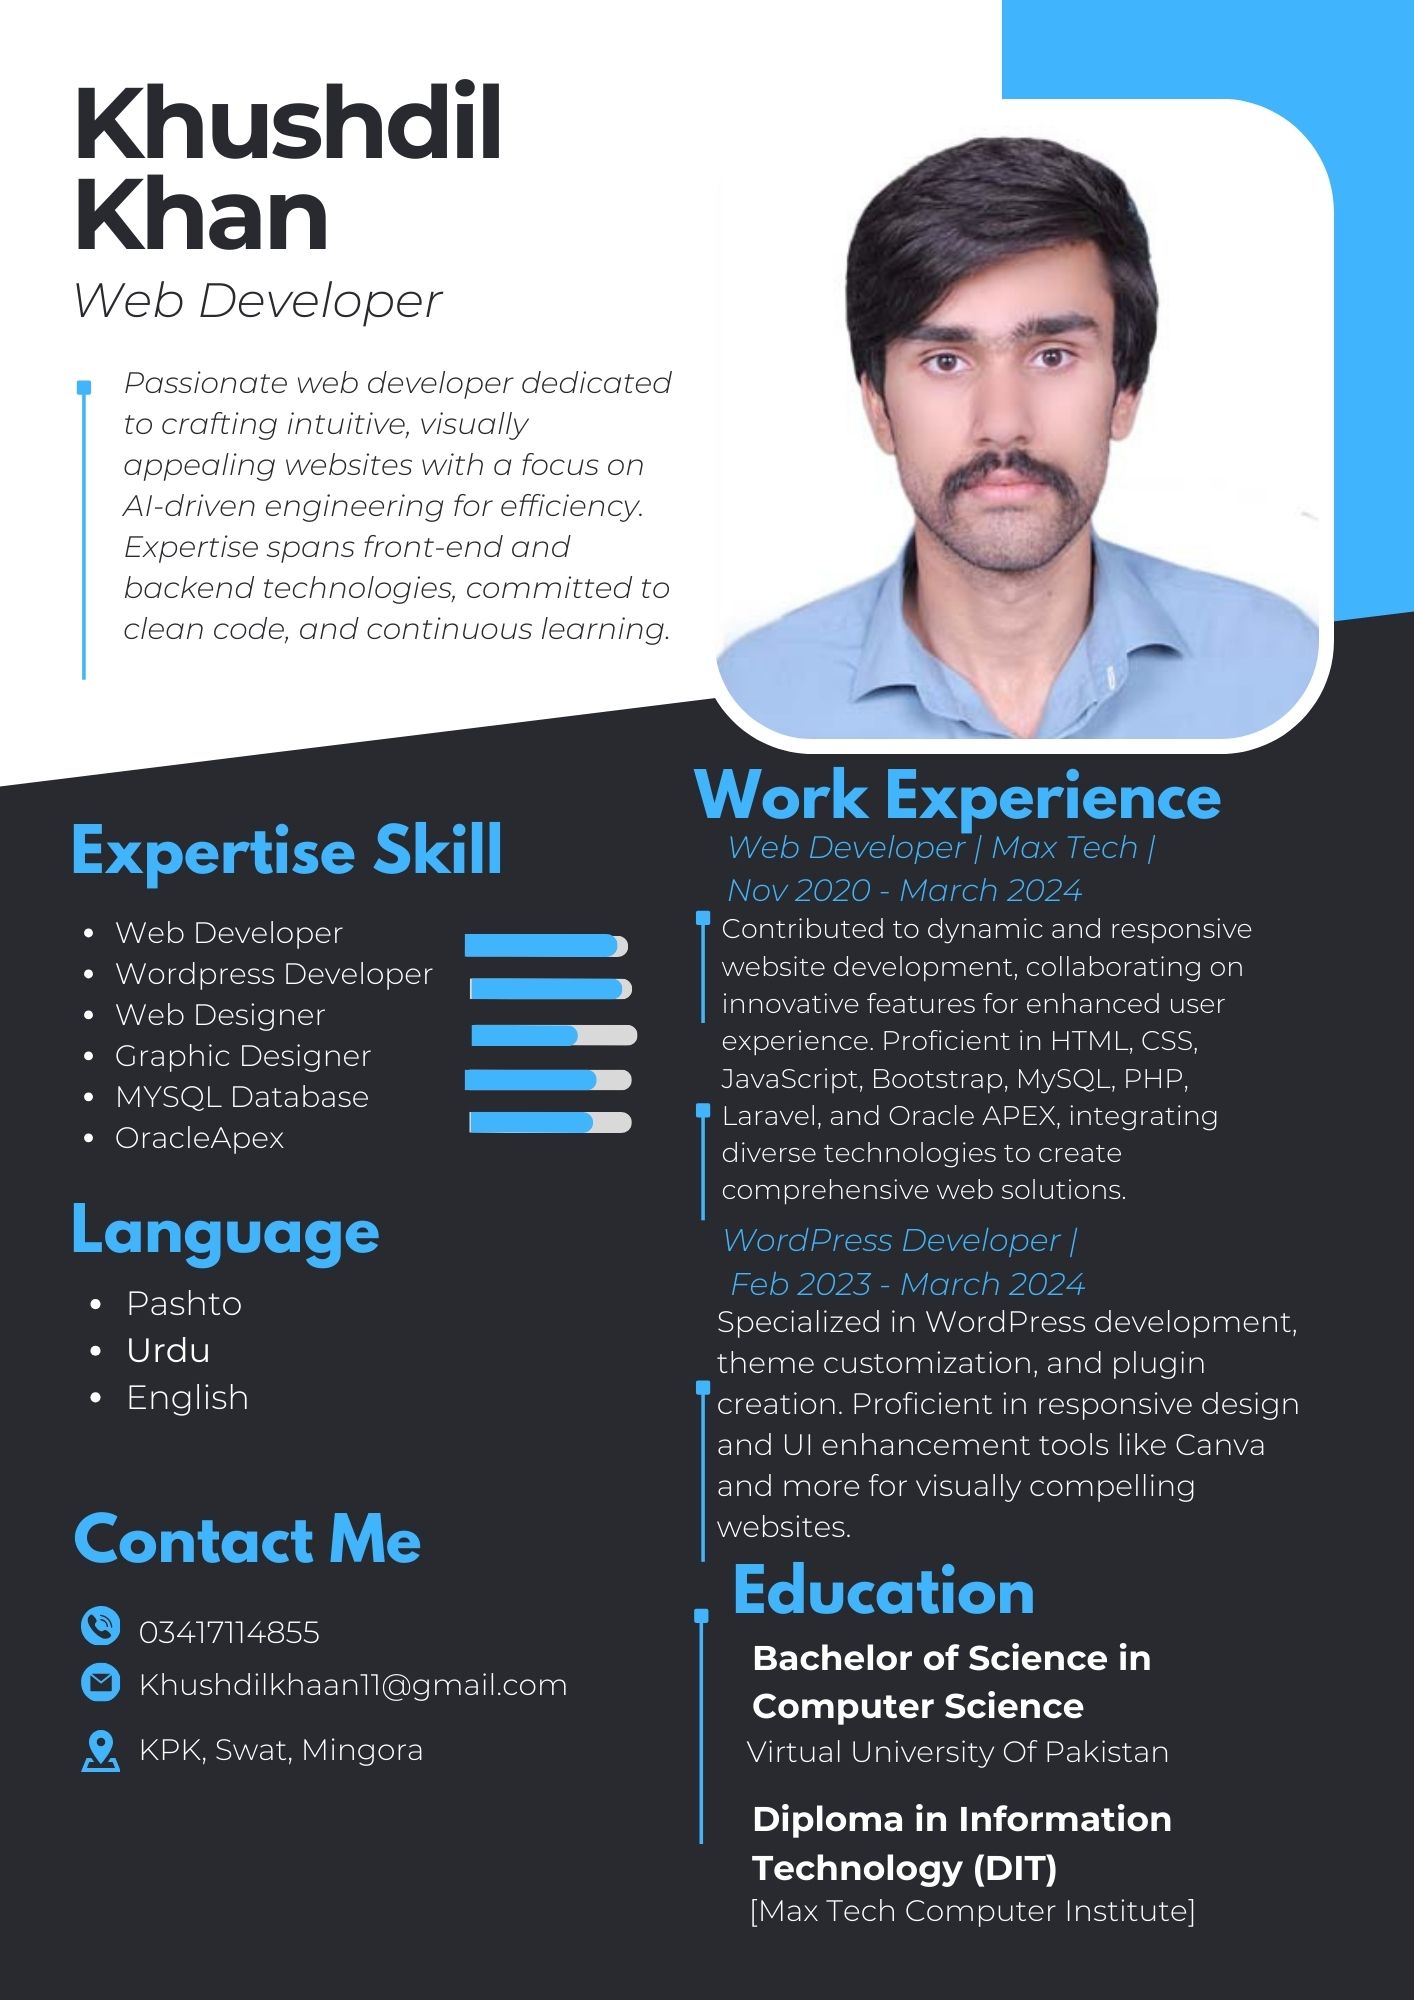 Khushdil
Khan
Web Developer
Passionate web developer dedicated
to crafting intuitive, visually
appealing websites with a focus on
AI-driven engineering for efficiency.
Expertise spans front-end and
backend technologies, committed to
clean code, and continuous learning.
Expertise Skill
• Web Developer
• Wordpress Developer
• Web Designer
• Graphic Designer
• MYSQL Database
• OracleApex
Language
• Pashto
• Urdu
• English
Contact Me
03417114855
Khushdilkhaan11@gmail.com
KPK, Swat, Mingora
Work Experience
Web Developer | Max Tech |
Nov 2020 - March 2024
Contributed to dynamic and responsive
website development, collaborating on
innovative features for enhanced user
experience. Proficient in HTML, CSS,
JavaScript, Bootstrap, MySQL, PHP,
Laravel, and Oracle APEX, integrating
diverse technologies to create
comprehensive web solutions.
WordPress Developer |
Feb 2023 - March 2024
Specialized in WordPress development,
theme customization, and plugin
creation. Proficient in responsive design
and UI enhancement tools like Canva
and more for visually compelling
websites.
Education
Bachelor of Science in
Computer Science
Virtual University Of Pakistan
Diploma in Information
Technology (DIT)
[Max Tech Computer Institute]